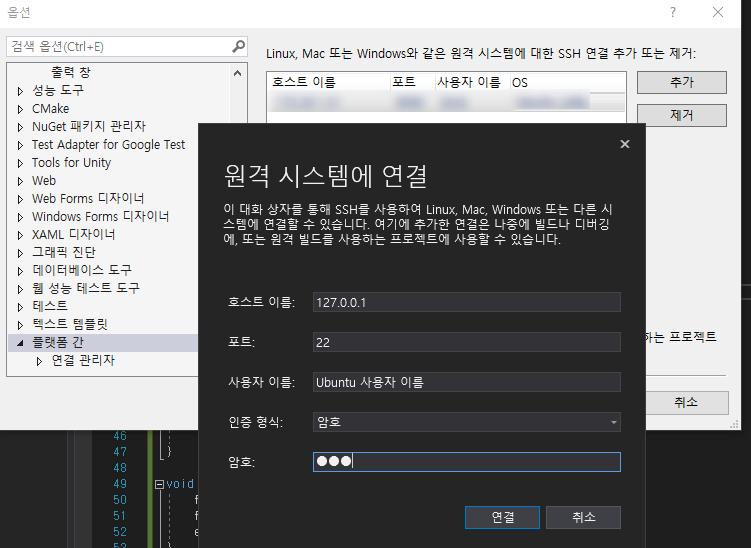 옵션
검색 옵션(Ctrl+E)
출력 창
성능 도구
CMake
NuGet 패키지 관리자
Test Adapter for Google Test
Tools for Unity
Web
Web Forms 디자이너
Windows Forms 디자이너
XAML 디자이너
그래픽 진단
데이터베이스 도구
웹 성능 테스트 도구
테스트
텍스트 템플릿
플랫폼 간
연결 관리자
Linux, Mac 또는 Windows와 같은 원격 시스템에 대한 SSH 연결 추가 또는 제거:
호스트 이름 포트 사용자 이름 OS
추가
제거
하는 프로젝트
취소
원격 시스템에 연결
이 대화 상자를 통해 SSH를 사용하여 Linux, Mac, Windows 또는 다른 시
스템에 연결할 수 있습니다. 여기에 추가한 연결은 나중에 빌드나 디버깅
에, 또는 원격 빌드를 사용하는 프로젝트에 사용할 수 있습니다.
호스트 이름: 127.0.0.1
포트: 22
사용자 이름: Ubuntu 사용자 이름
인증 형식: 암호
암호: ●●●
연결 취소
46
47 }
48
49 void
50 f
51 f
52 e
53 }